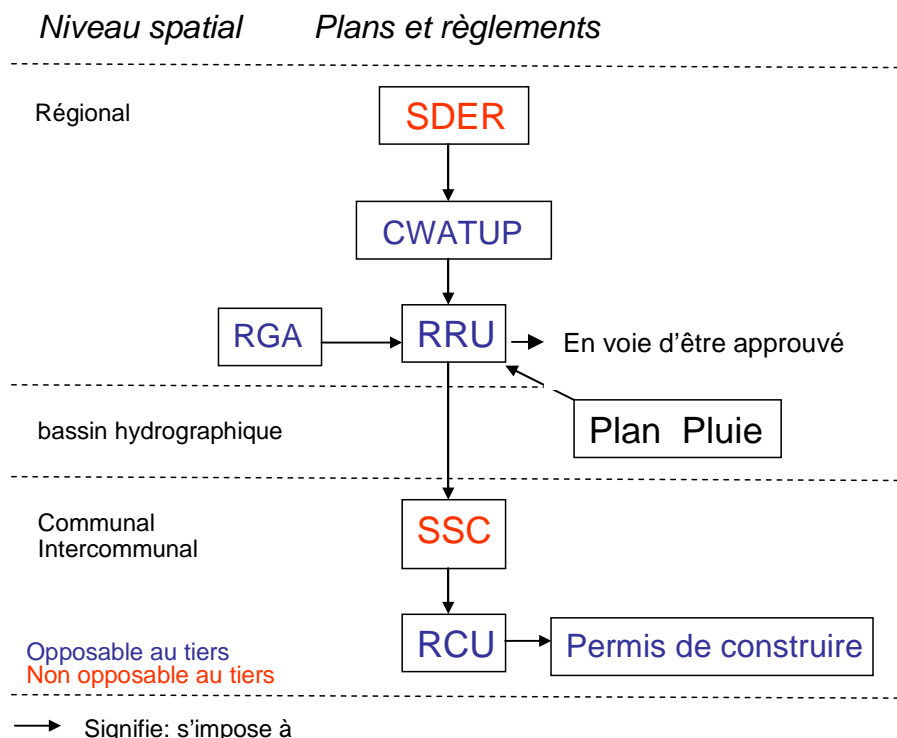 Niveau spatial Plans et règlements
Régional
SDER
CWATUP
RGA
RRU
En voie d'être approuvé
bassin hydrographique
Plan Pluie
Communal
Intercommunal
SSC
RCU
Permis de construire
Opposable au tiers
Non opposable au tiers
Signifie: s'impose à